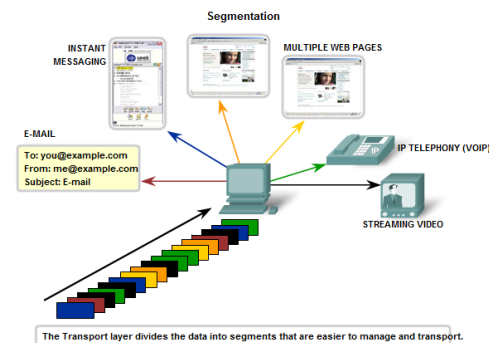 Segmentation
INSTANT
MESSAGING
MULTIPLE WEB PAGES
E-MAIL
To: you@example.com
From: me@example.com
Subject: E-mail
IP
IP TELEPHONY (VOIP)
STREAMING VIDEO
The Transport layer divides the data into segments that are easier to manage and transport.